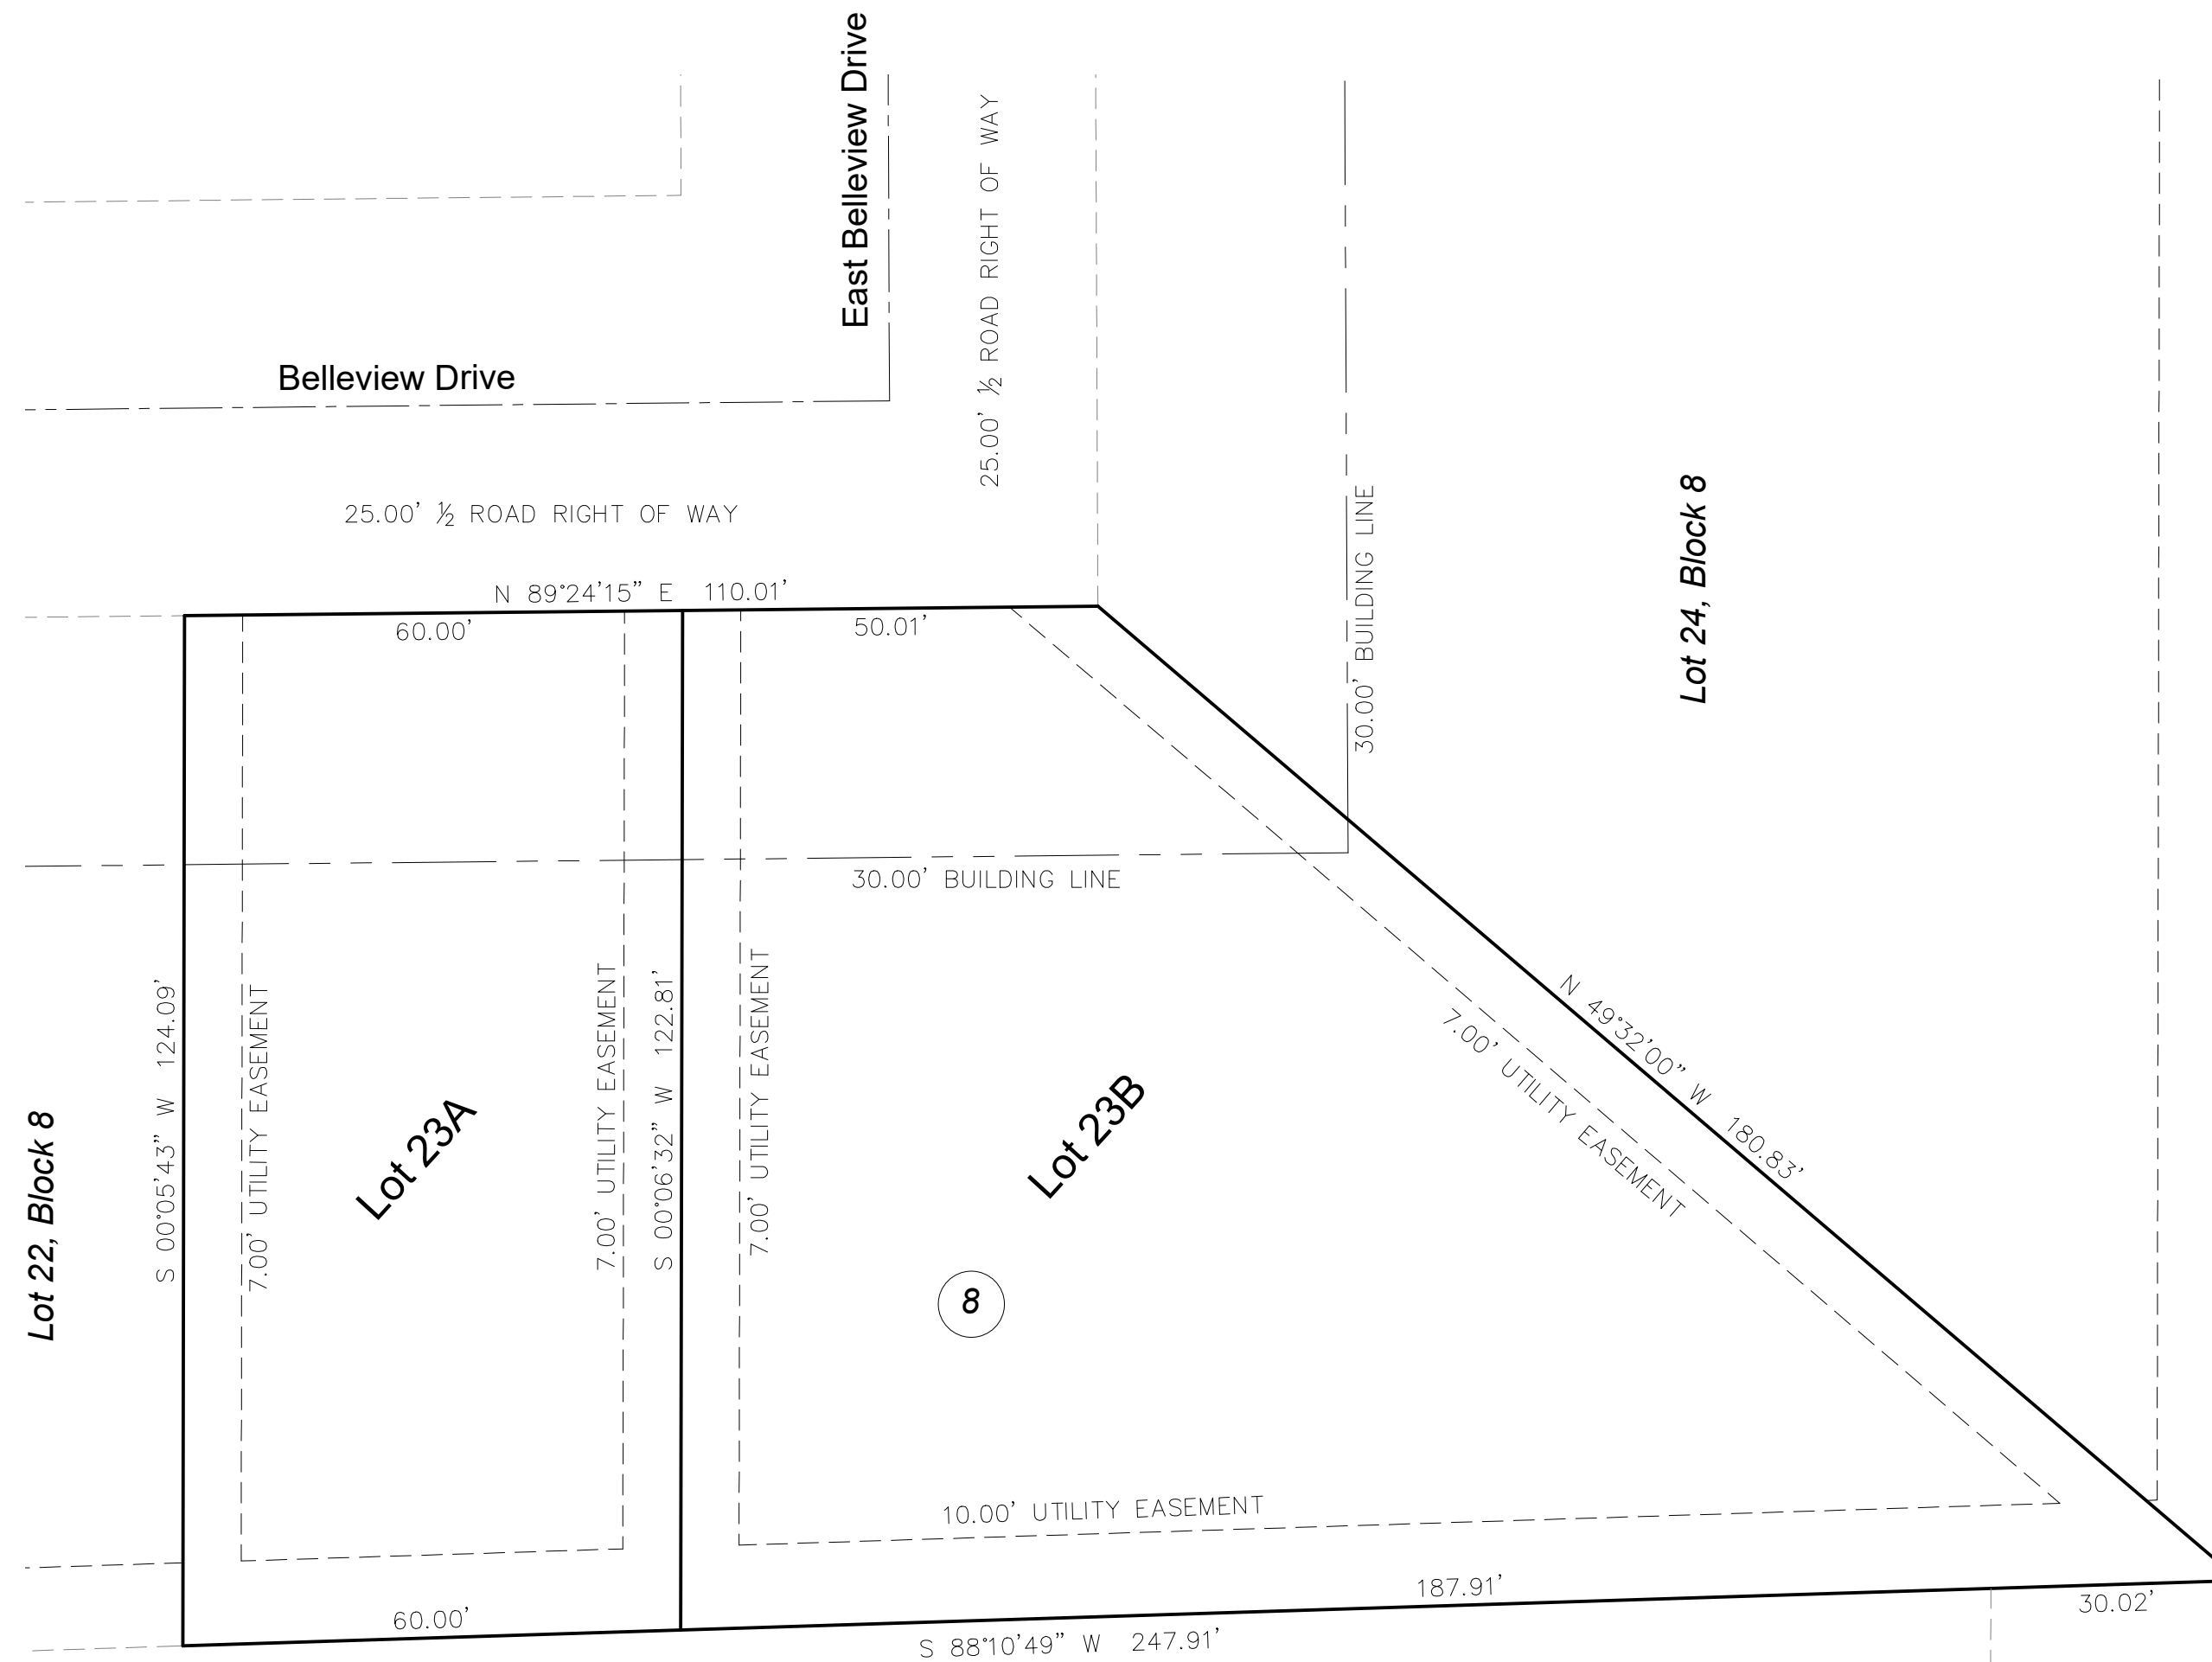 East Belleview Drive
25.00' ½ ROAD RIGHT OF WAY
Belleview Drive
25.00' ½ ROAD RIGHT OF WAY
30.00' BUILDING LINE
Lot 24, Block 8
N 89°24'15" E 110.01'
60.00'
50.01'
30.00' BUILDING LINE
Lot 22, Block 8
S 00°05'43" W 124.09'
7.00' UTILITY EASEMENT
Lot 23A
7.00' UTILITY EASEMENT
S 00°06'32" W 122.81'
7.00' UTILITY EASEMENT
Lot 23B
8
7.00' UTILITY EASEMENT
N 49°32'00" W 180.83'
10.00' UTILITY EASEMENT
187.91'
30.02'
60.00'
S 88°10'49" W 247.91'